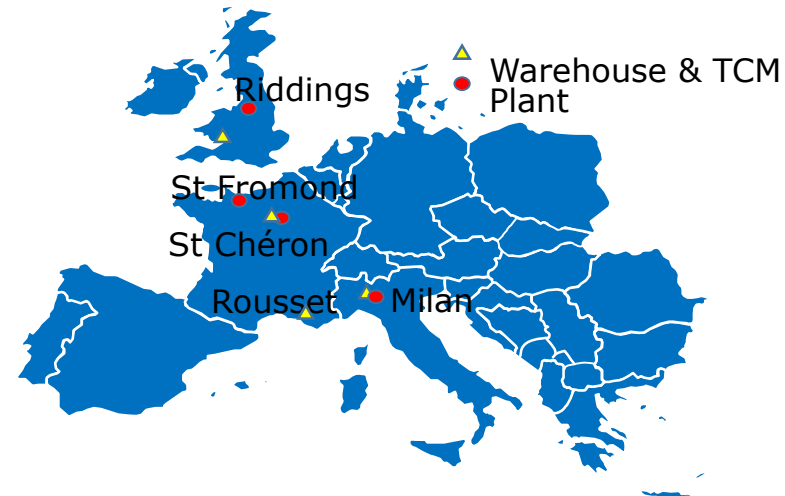 Warehouse & TCM
Riddings
Plant
St Fromond
St Chéron
Rousset
Milan